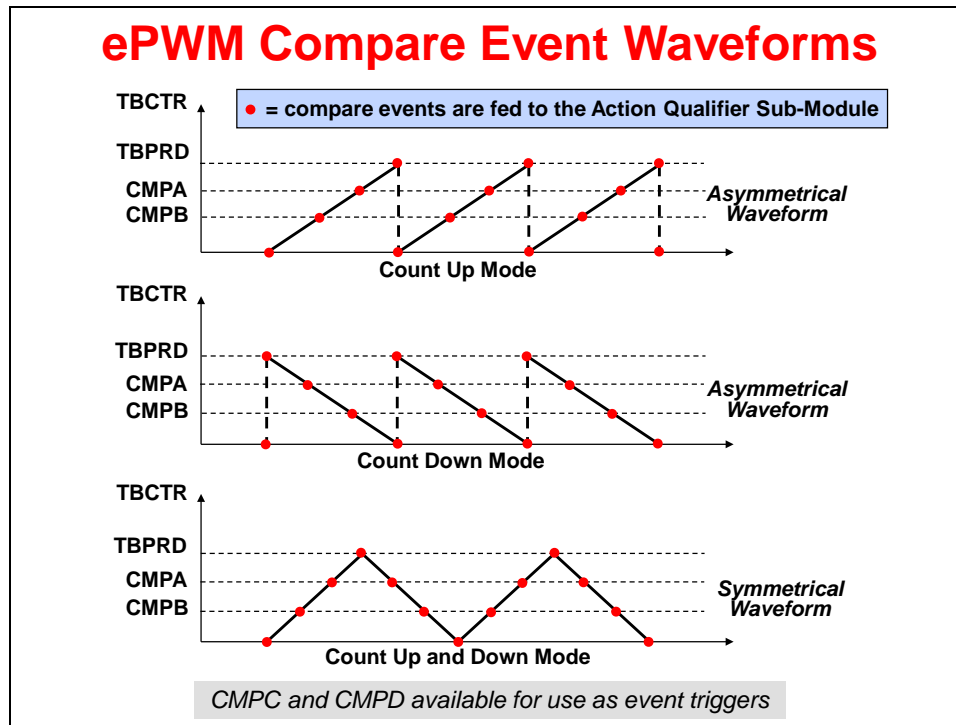 ePWM Compare Event Waveforms
TBCTR
• = compare events are fed to the Action Qualifier Sub-Module
TBPRD
CMPA
CMPB
Asymmetrical
Waveform
Count Up Mode
TBCTR
TBPRD
CMPA
CMPB
Asymmetrical
Waveform
Count Down Mode
TBCTR
TBPRD
CMPA
CMPB
Symmetrical
Waveform
Count Up and Down Mode
CMPC and CMPD available for use as event triggers